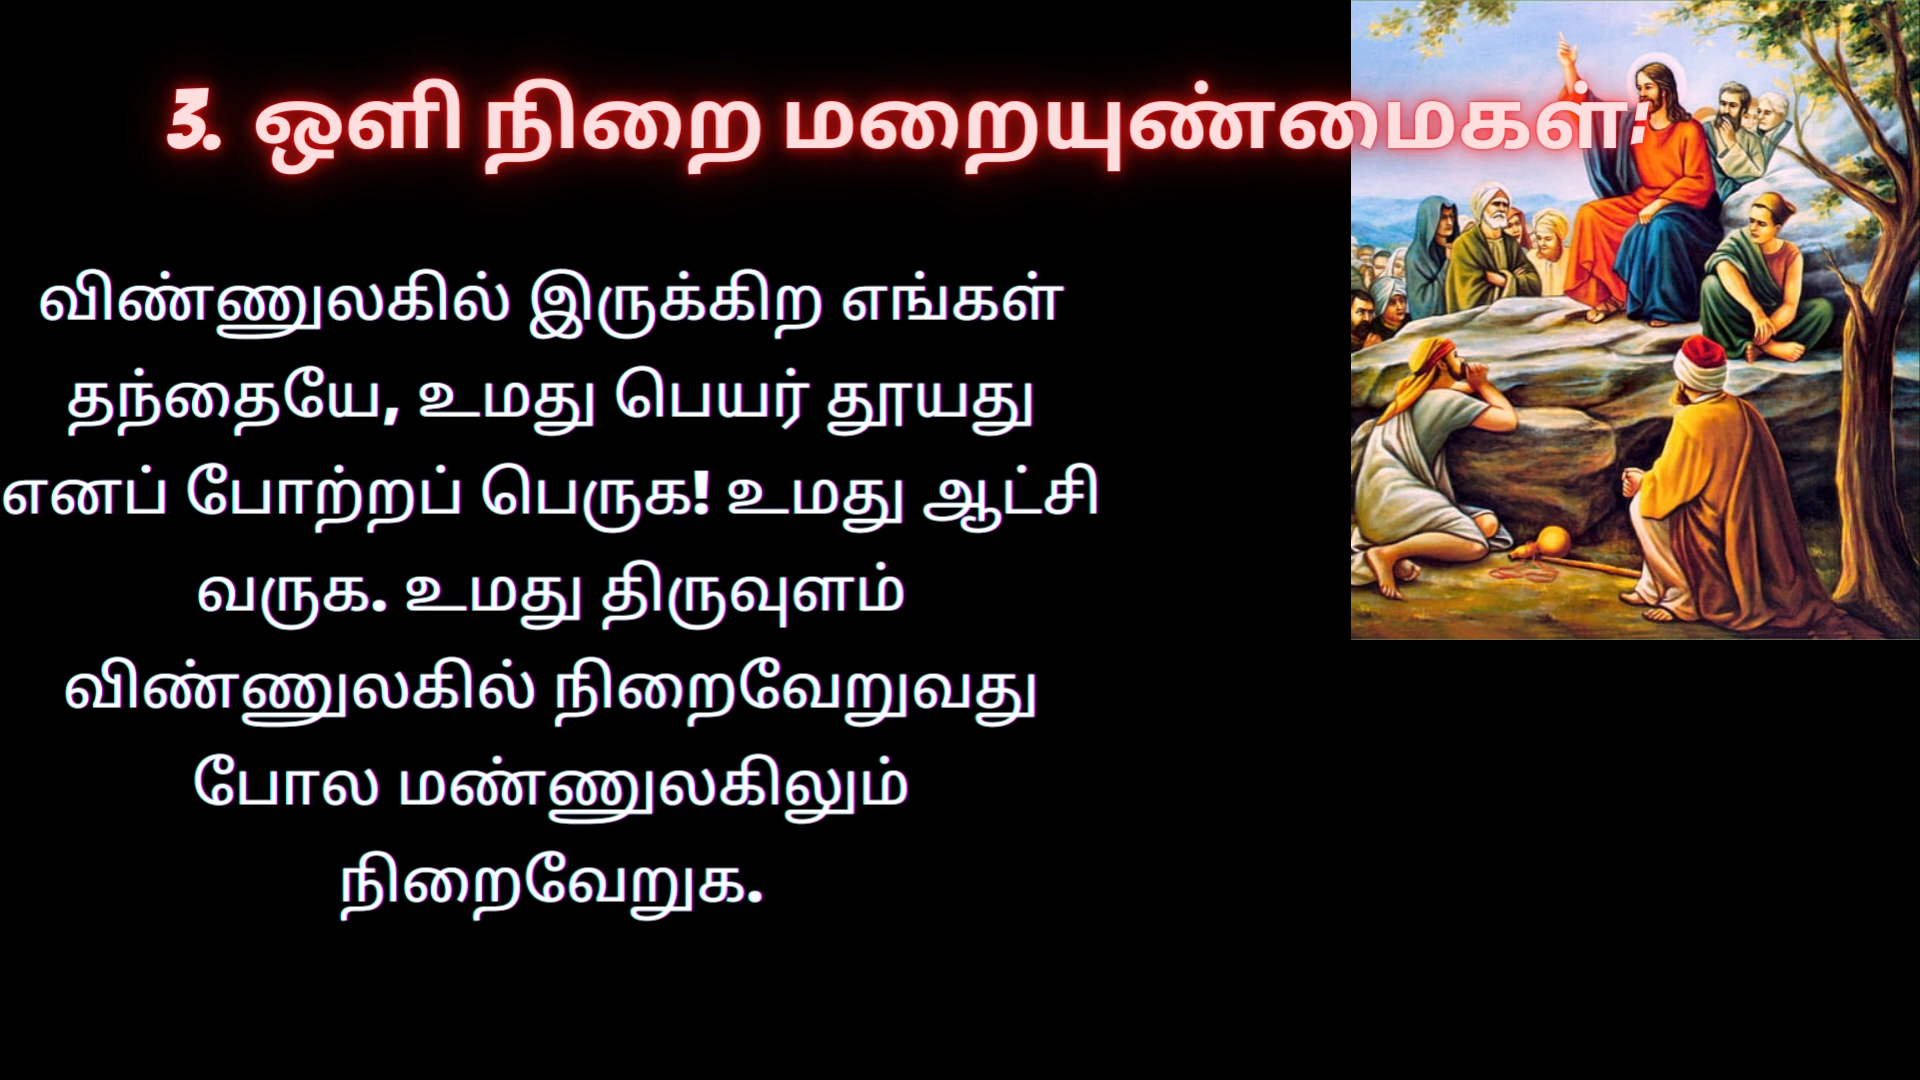 3. ஒளி நிறை மறையுண்மைகள்:
விண்ணுலகில் இருக்கிற எங்கள்
தந்தையே, உமது பெயர் தூயது
எனப் போற்றப் பெருக! உமது ஆட்சி
வருக. உமது திருவுளம்
விண்ணுலகில் நிறைவேறுவது
போல மண்ணுலகிலும்
நிறைவேறுக.